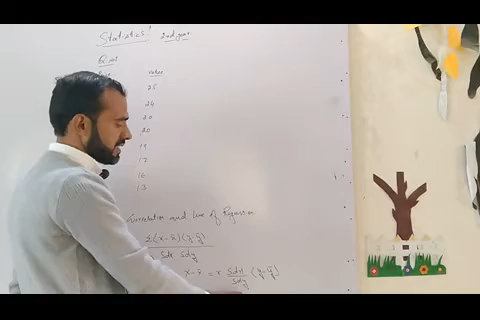 Statistics! 2nd year
Q. No1
value
25
24
20
20
19
17
16
13
Correlation and line of Regression
Σ(x-x̄)(y-ȳ)
sdx sdy
x-x̄ = r sdx/sdy (y-ȳ)